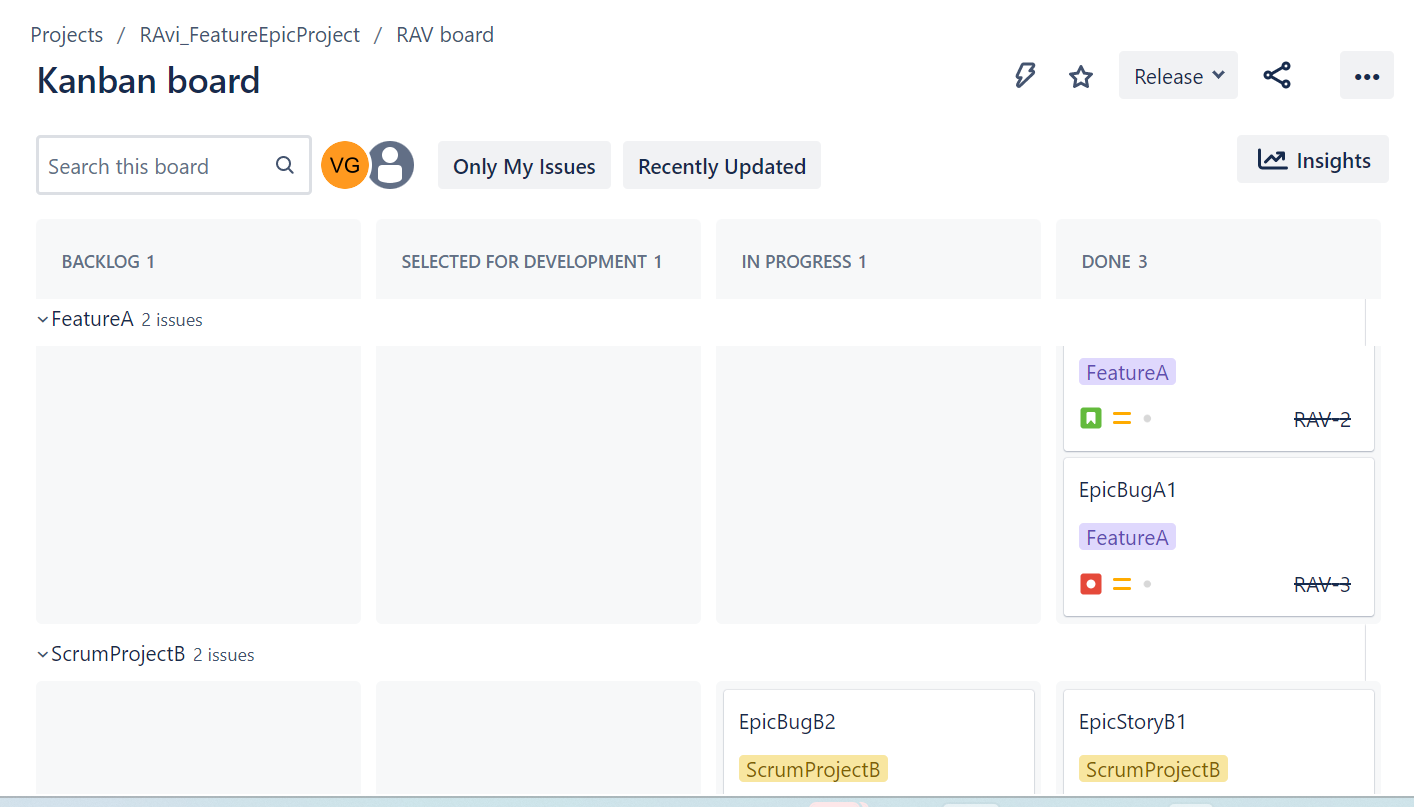 Projects / RAvi_FeatureEpicProject / RAV board
Kanban board
Release
Search this board
VG
Only My Issues
Recently Updated
Insights
BACKLOG 1
SELECTED FOR DEVELOPMENT 1
IN PROGRESS 1
DONE 3
FeatureA 2 issues
FeatureA
RAV-2
EpicBugA1
FeatureA
RAV-3
ScrumProjectB 2 issues
EpicBugB2
ScrumProjectB
EpicStoryB1
ScrumProjectB